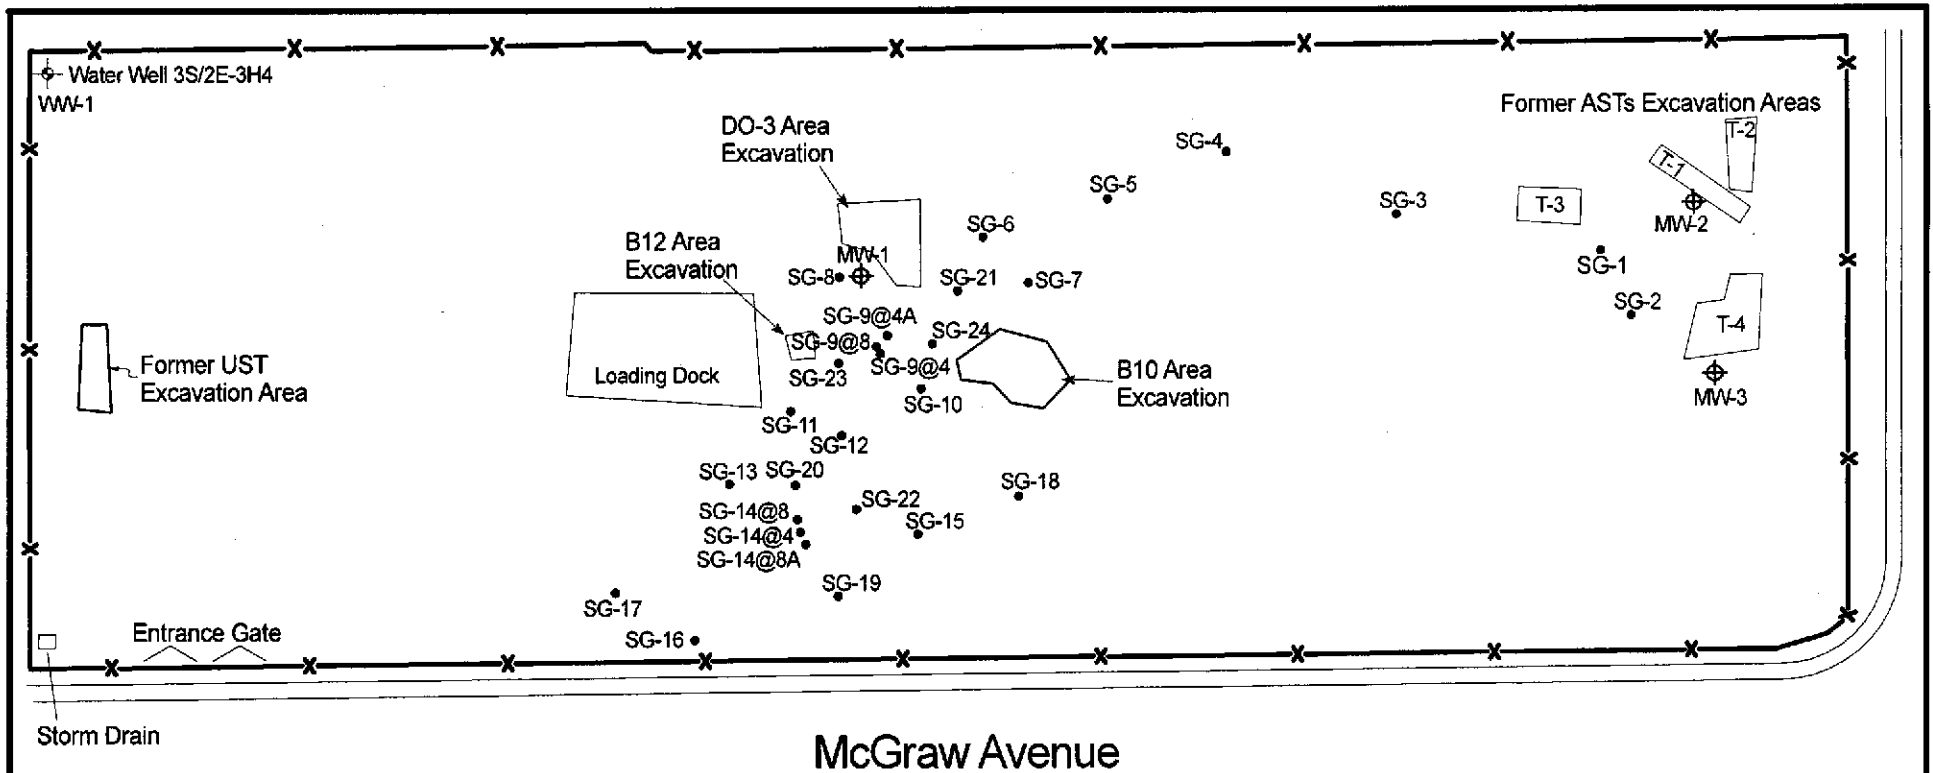 Water Well 3S/2E-3H4
WW-1
Former ASTs Excavation Areas
T-2
T-1
T-3
MW-2
DO-3 Area
Excavation
SG-4
SG-5
SG-3
SG-6
B12 Area
Excavation
MW-1
SG-8
SG-21
SG-7
SG-1
SG-2
T-4
MW-3
SG-9@4A
SG-9@8
SG-24
SG-9@4
SG-23
Former UST
Excavation Area
Loading Dock
B10 Area
Excavation
SG-10
SG-11
SG-12
SG-13
SG-20
SG-18
SG-22
SG-14@8
SG-15
SG-14@4
SG-14@8A
SG-19
SG-17
SG-16
Entrance Gate
Storm Drain
McGraw Avenue